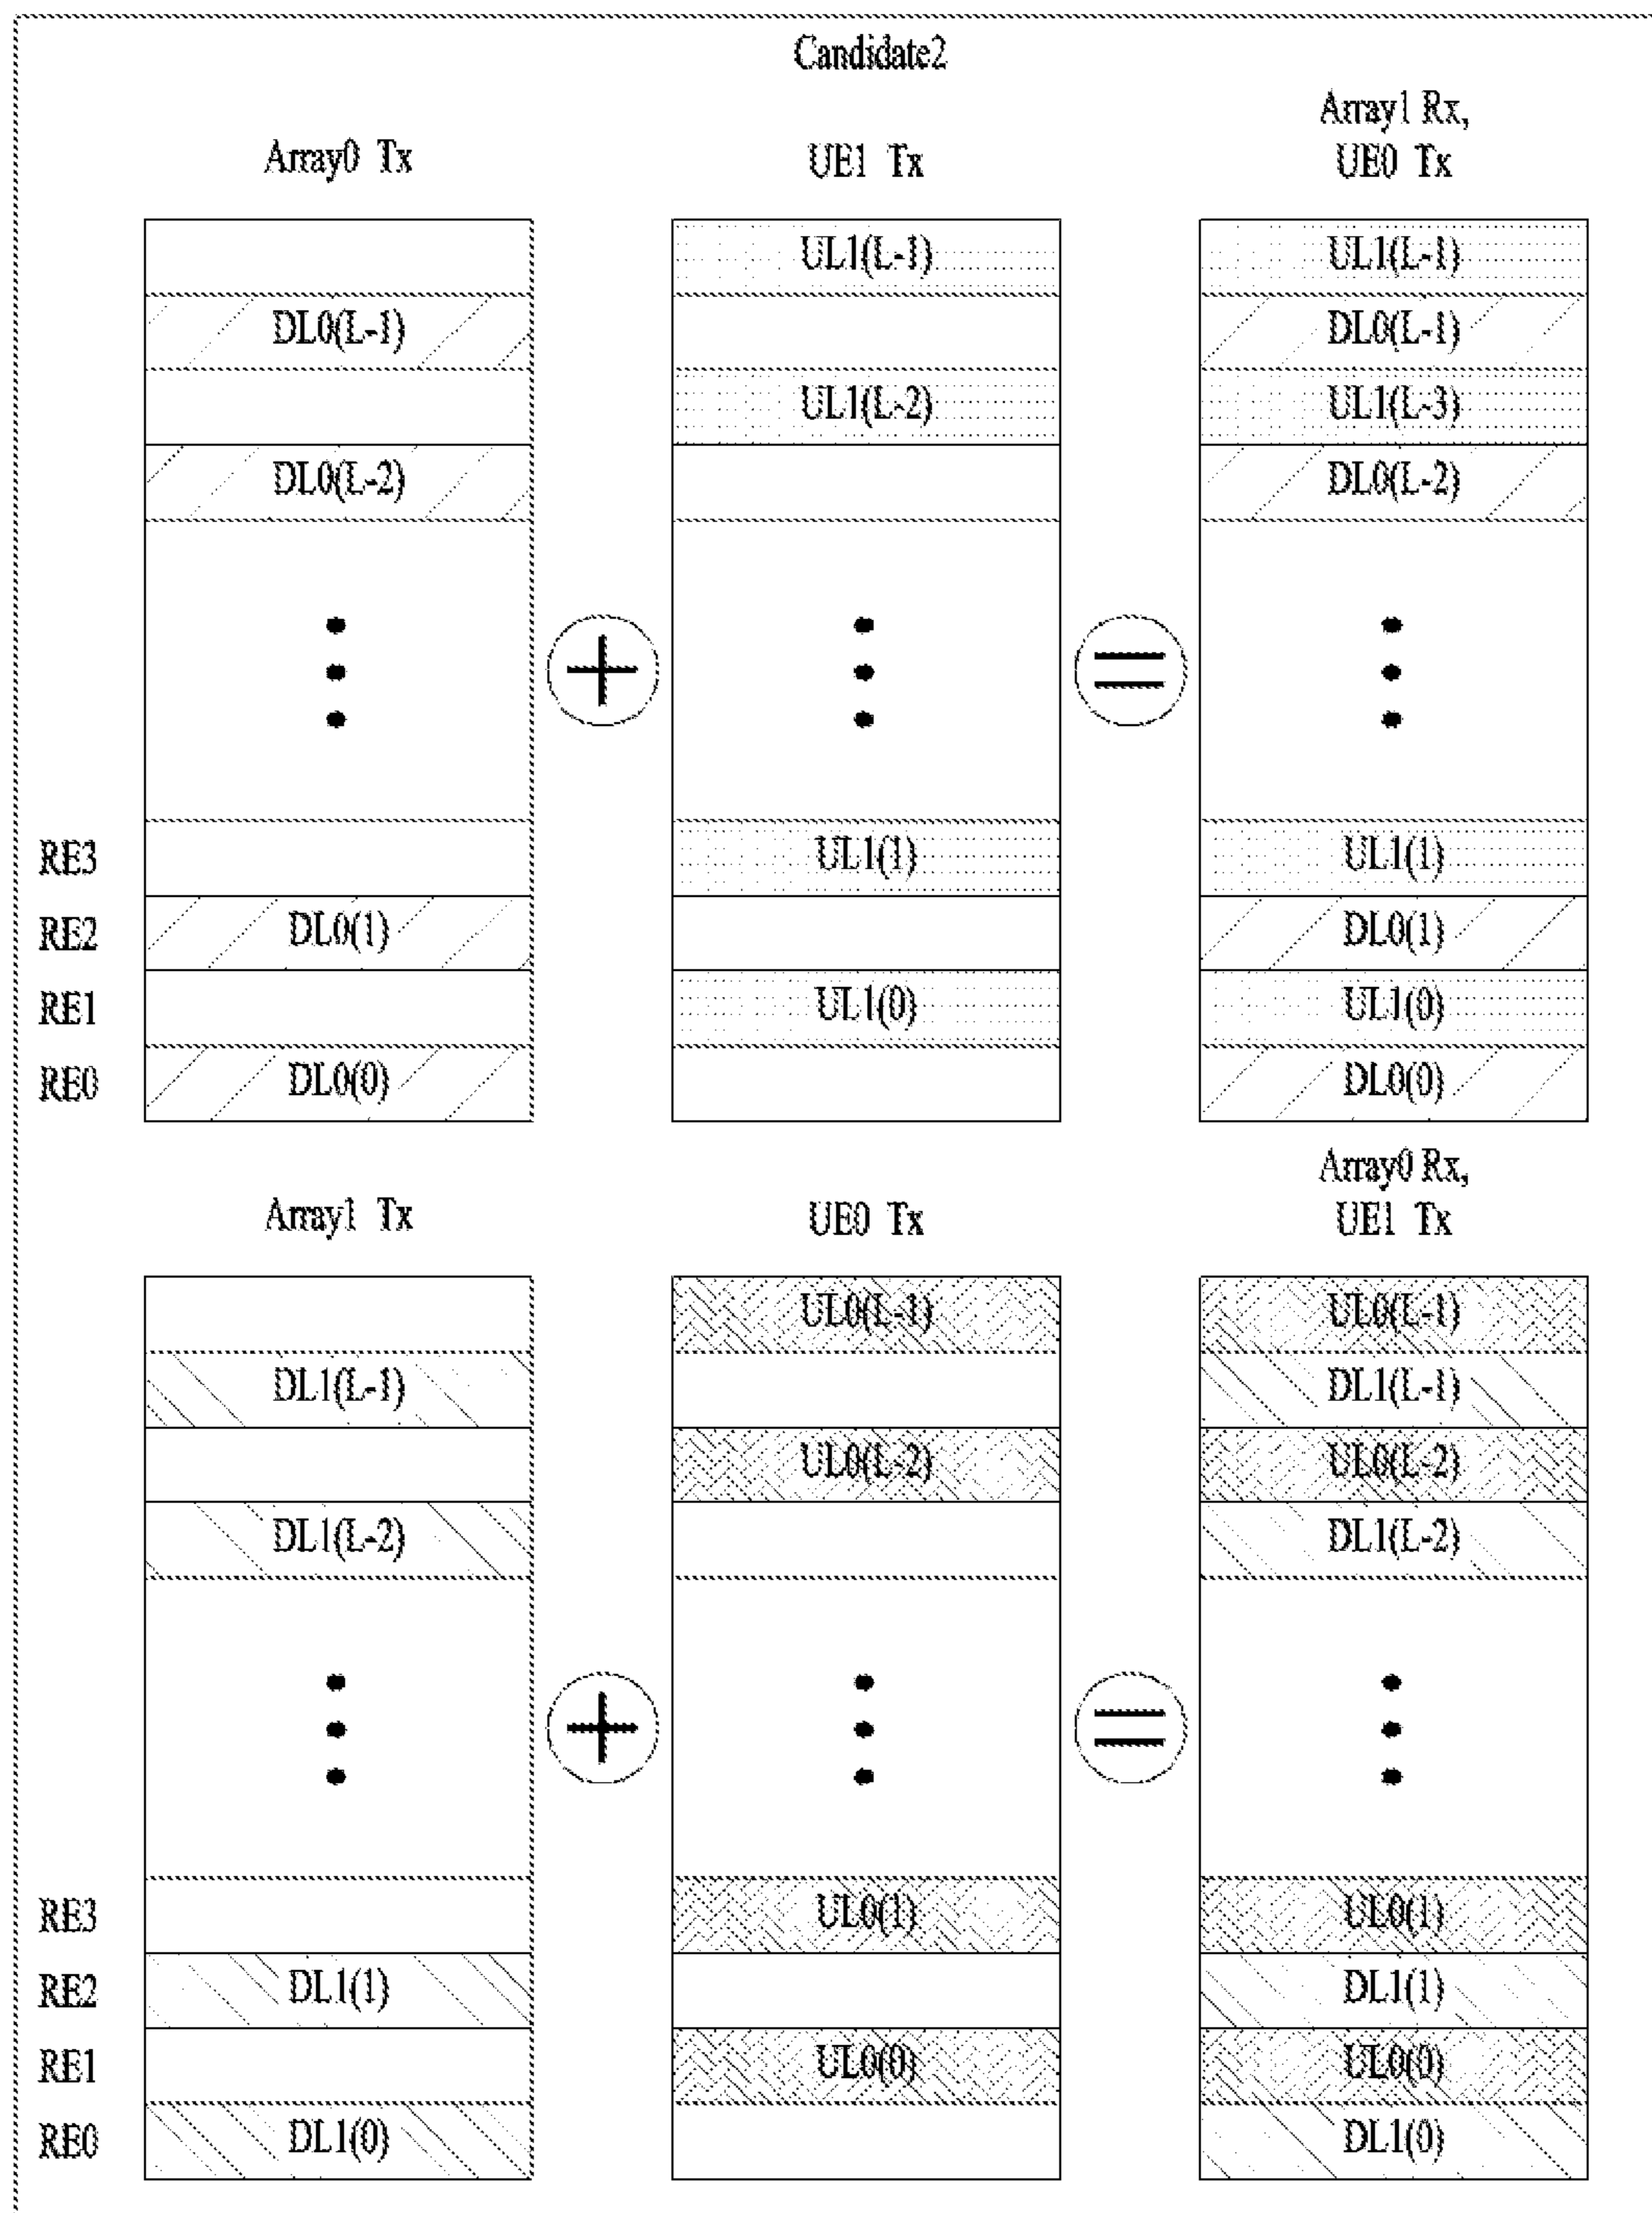 Candidate2
Array0 Tx
UE1 Tx
Array1 Rx,
UE0 Tx
UL1(L-1)
UL1(L-1)
DL0(L-1)
DL0(L-1)
UL1(L-2)
UL1(L-3)
DL0(L-2)
DL0(L-2)
RE3
UL1(1)
UL1(1)
RE2
DL0(1)
DL0(1)
RE1
UL1(0)
UL1(0)
RE0
DL0(0)
DL0(0)
Array1 Tx
UE0 Tx
Array0 Rx,
UE1 Tx
UL0(L-1)
UL0(L-1)
DL1(L-1)
DL1(L-1)
UL0(L-2)
UL0(L-2)
DL1(L-2)
DL1(L-2)
RE3
UL0(1)
UL0(1)
RE2
DL1(1)
DL1(1)
RE1
UL0(0)
UL0(0)
RE0
DL1(0)
DL1(0)